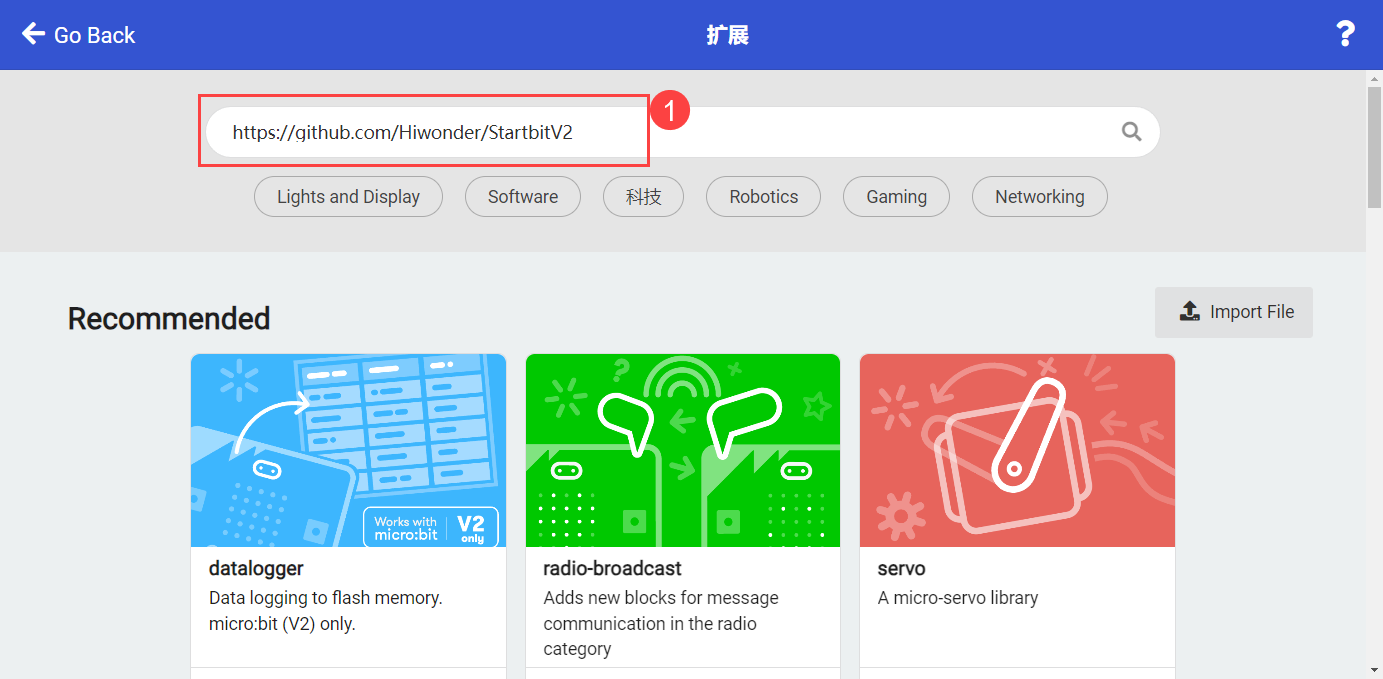 Go Back
扩展
?
https://github.com/Hiwonder/StartbitV2
1
Lights and Display
Software
科技
Robotics
Gaming
Networking
Recommended
Import File
Works with
micro:bit
V2
only
datalogger
Data logging to flash memory.
micro:bit (V2) only.
radio-broadcast
Adds new blocks for message
communication in the radio
category
servo
A micro-servo library